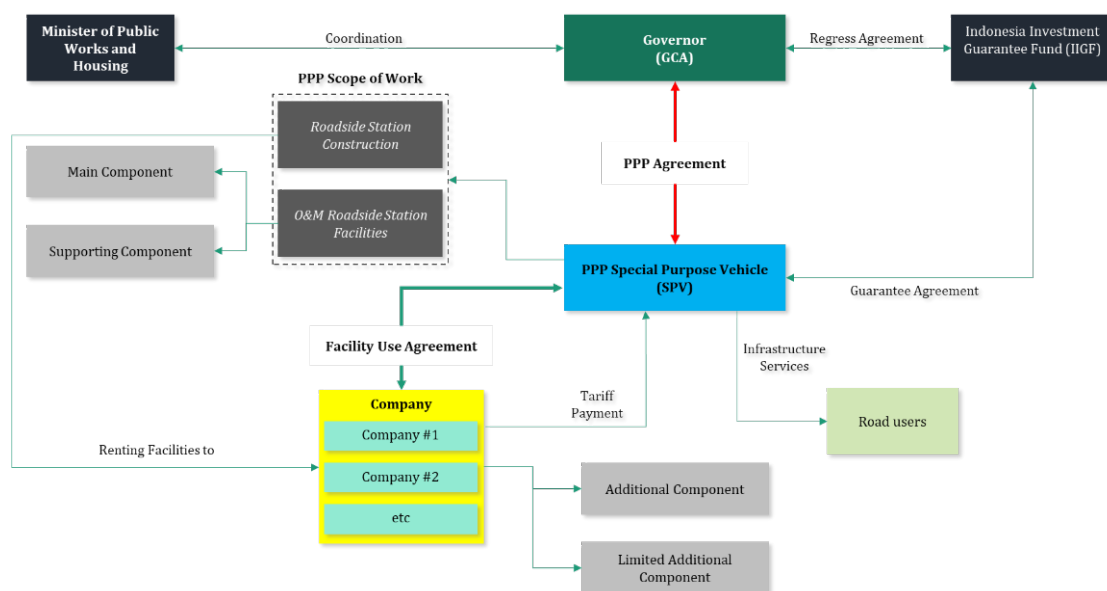 Minister of Public
Works and
Housing
Coordination
Governor
(GCA)
Regress Agreement
Indonesia Investment
Guarantee Fund (IIGF)
PPP Scope of Work
Roadside Station
Construction
PPP Agreement
Main Component
O&M Roadside Station
Facilities
Supporting Component
PPP Special Purpose Vehicle
(SPV)
Guarantee Agreement
Facility Use Agreement
Infrastructure
Services
Company
Tariff
Payment
Road users
Company #1
Renting Facilities to
Company #2
Additional Component
etc
Limited Additional
Component